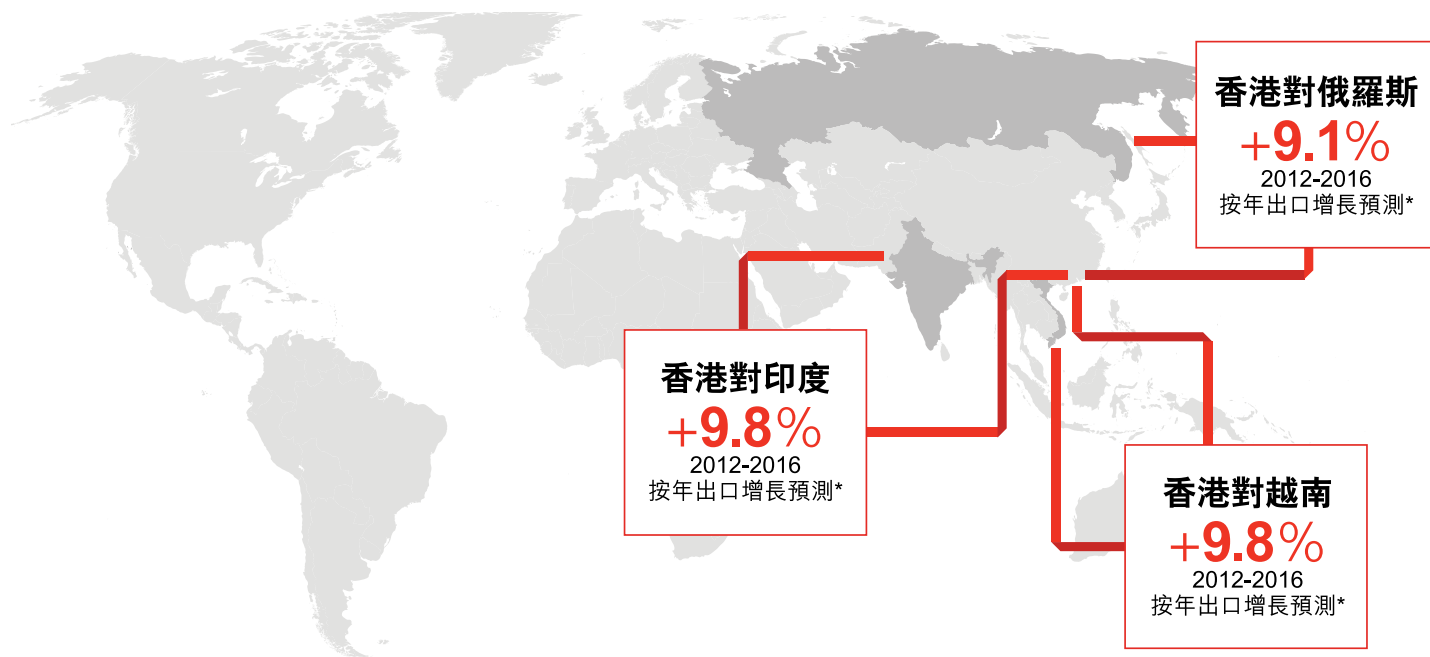 香港對俄羅斯
+9.1%
2012-2016
按年出口增長預測*
香港對印度
+9.8%
2012-2016
按年出口增長預測*
香港對越南
+9.8%
2012-2016
按年出口增長預測*